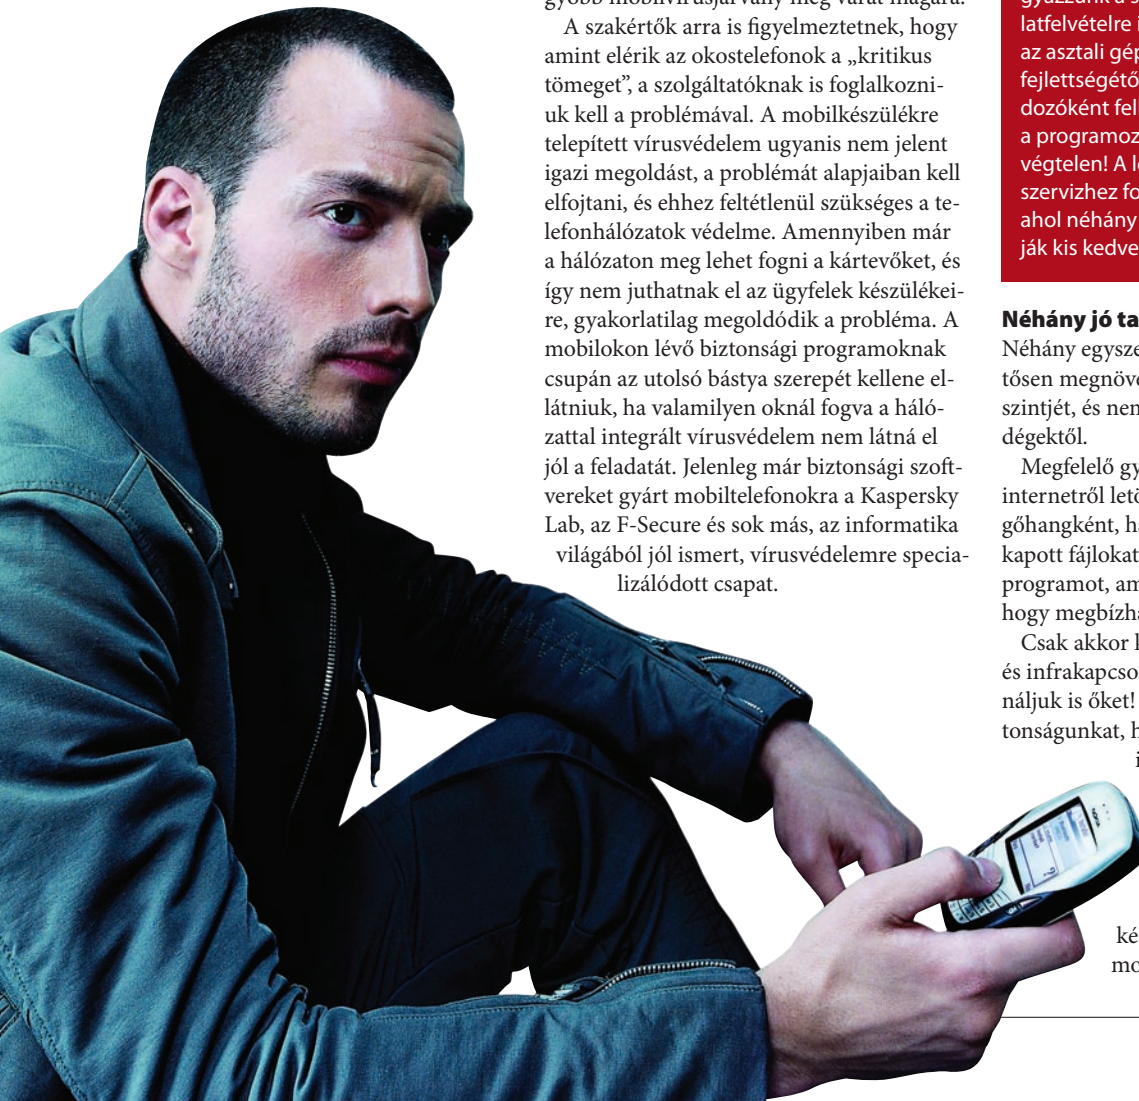 A szakértők arra is figyelmeztetnek, hogy
amint elérik az okostelefonok a „kritikus
tömeget”, a szolgáltatóknak is foglalkozni-
uk kell a problémával. A mobilkészülékre
telepített vírusvédelem ugyanis nem jelent
igazi megoldást, a problémát alapjaiban kell
elfojtani, és ehhez feltétlenül szükséges a te-
lefonhálózatok védelme. Amennyiben már
a hálózaton meg lehet fogni a kártevőket, és
így nem juthatnak el az ügyfelek készülékei-
re, gyakorlatilag megoldódik a probléma. A
mobilokon lévő biztonsági programoknak
csupán az utolsó bástya szerepét kellene el-
látniuk, ha valamilyen oknál fogva a háló-
zattal integrált vírusvédelem nem látná el
jól a feladatát. Jelenleg már biztonsági szoft-
vereket gyárt mobiltelefonokra a Kaspersky
Lab, az F-Secure és sok más, az informatika
világából jól ismert, vírusvédelemre specia-
lizálódott csapat.
latfelvételre i
az asztali gép
fejlettségétő
dozóként fel
a programoz
végtelen! A l
szervizhez fo
ahol néhány
ják kis kedve
Néhány jó ta
Néhány egysze
tősen megnöve
szintjét, és nem
dégektől.
Megfelelő gy
internetről letö
gőhangként, ha
kapott fájlokat
programot, am
hogy megbízha
Csak akkor k
és infrakapcso
náljuk is őket!
tonságunkat, h
i
ké
mo
NOKIA